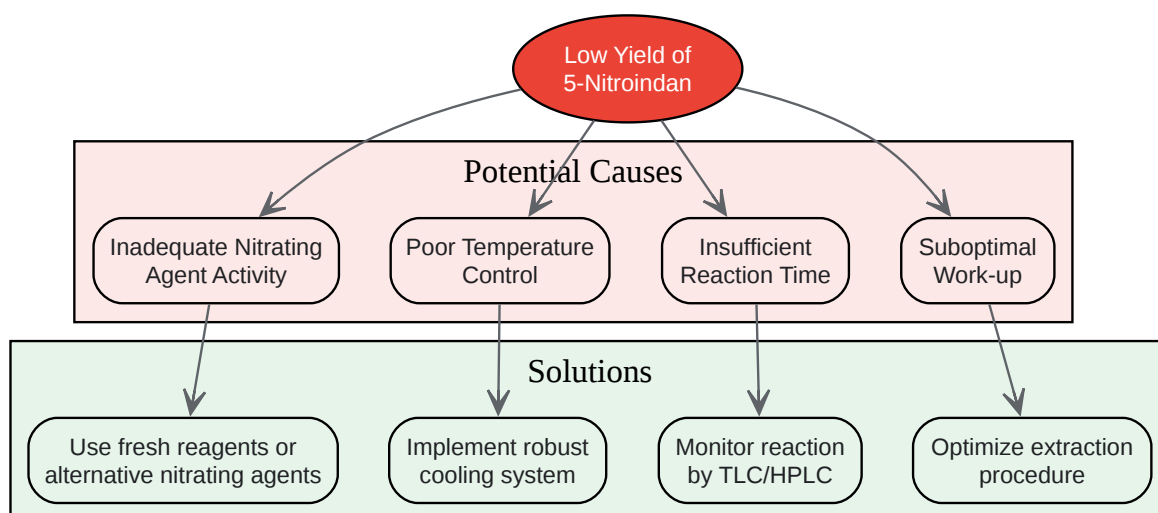 Low Yield of
5-Nitroindan
Potential Causes
Inadequate Nitrating
Agent Activity
Poor Temperature
Control
Insufficient
Reaction Time
Suboptimal
Work-up
Solutions
Use fresh reagents or
alternative nitrating agents
Implement robust
cooling system
Monitor reaction
by TLC/HPLC
Optimize extraction
procedure